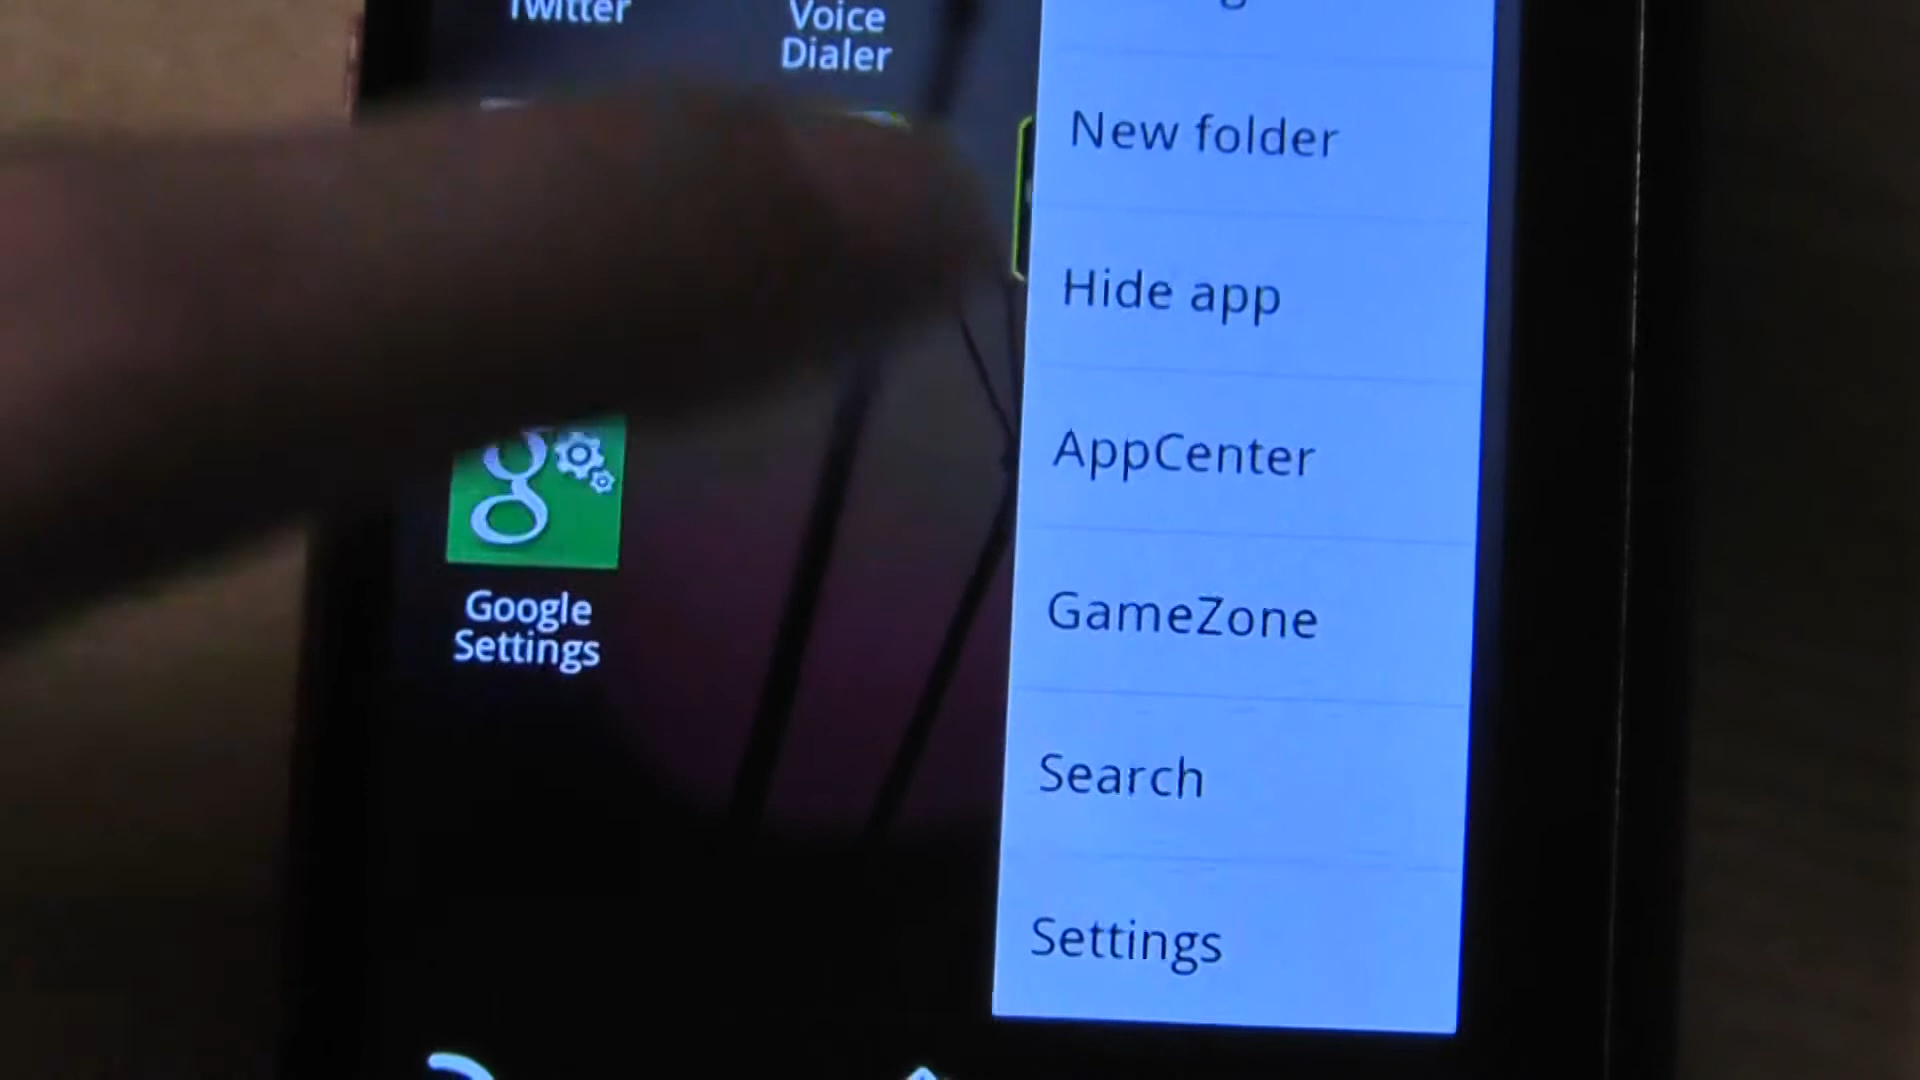 Twitter
Voice
Dialer
New folder
Hide app
AppCenter
GameZone
Search
Settings
Google
Settings